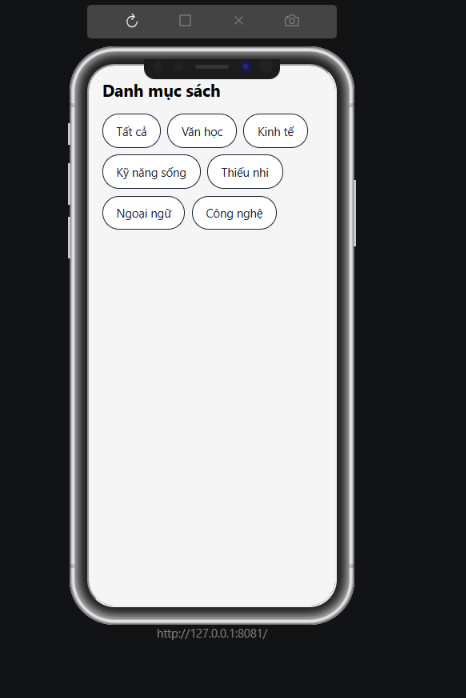 Danh mục sách
Tất cả Văn học Kinh tế
Kỹ năng sống Thiếu nhi
Ngoại ngữ Công nghệ
http://127.0.0.1:8081/